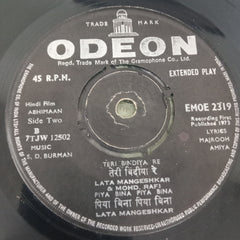 TRADE MARK
ODEON
Regd. Trade Mark of The Gramophone Co., Ltd.
45 R.P.M.
EXTENDED PLAY
Hindi Film
ABHIMAAN
Side Two
B
7TJW 12502
MUSIC
S. D. BURMAN
EMOE 2319
Recording First
Published 1973
LYRICS
MAJROOH
AMIYA
TERI BINDIYA RE
तेरी बिंदीया रे
LATA MANGESHKAR
& MOHD. RAFI
PIYA BINA PIYA BINA
पिया बिना पिया बिना
LATA MANGESHKAR